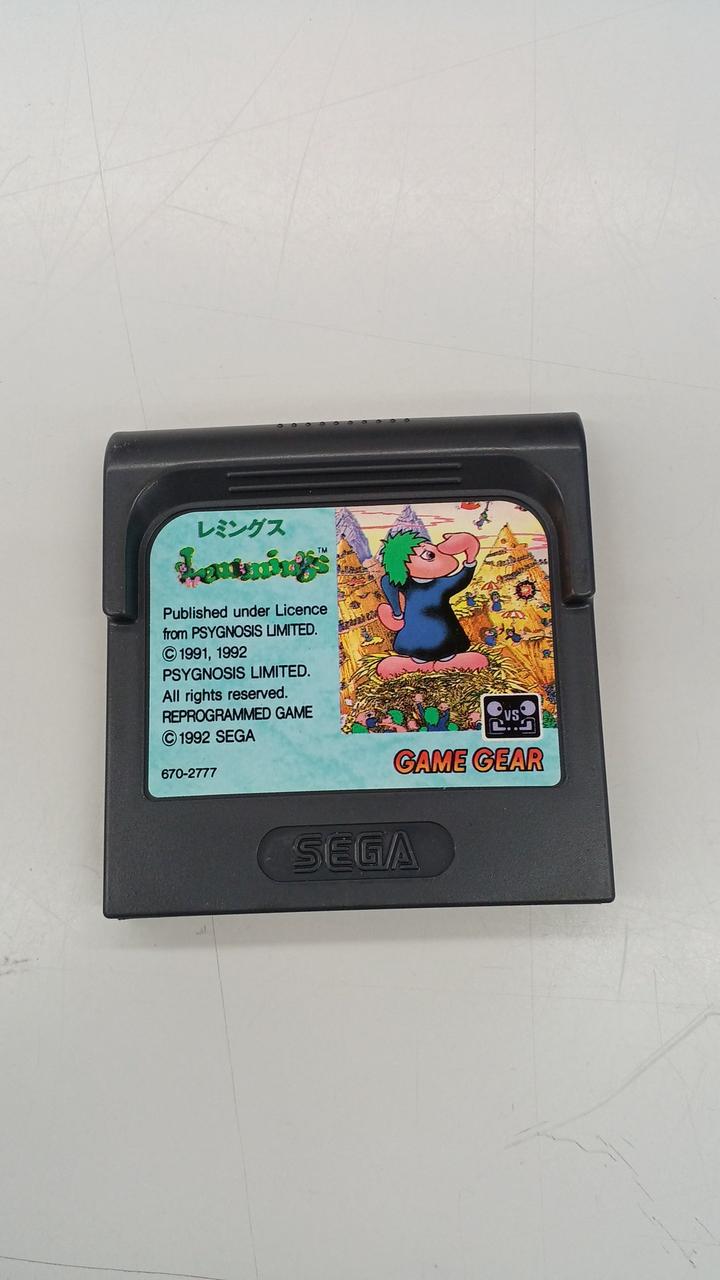 レミングス
Lemmings™
Published under Licence
from PSYGNOSIS LIMITED.
© 1991, 1992
PSYGNOSIS LIMITED.
All rights reserved.
REPROGRAMMED GAME
© 1992 SEGA
670-2777
VS
GAME GEAR
SEGA